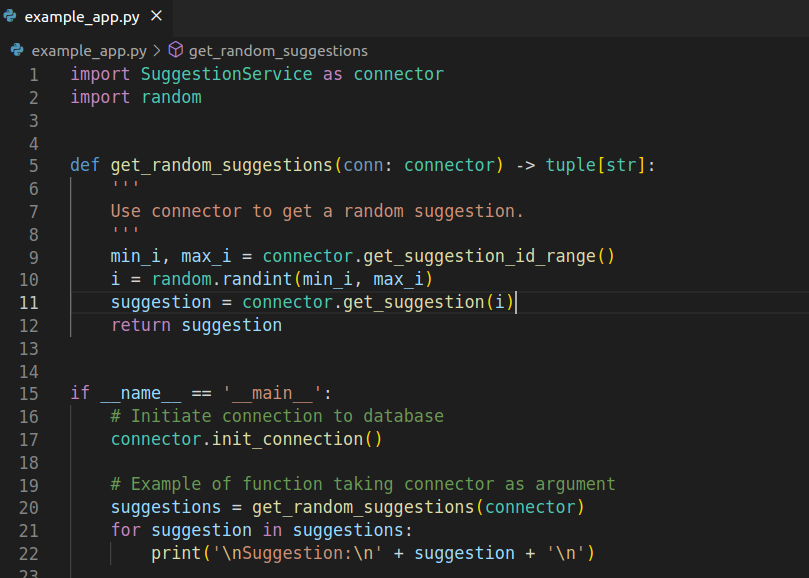 example_app.py ×
example_app.py > get_random_suggestions
1 import SuggestionService as connector
2 import random
3
4
5 def get_random_suggestions(conn: connector) -> tuple[str]:
6     '''
7     Use connector to get a random suggestion.
8     '''
9     min_i, max_i = connector.get_suggestion_id_range()
10     i = random.randint(min_i, max_i)
11     suggestion = connector.get_suggestion(i)
12     return suggestion
13
14
15 if __name__ == '__main__':
16     # Initiate connection to database
17     connector.init_connection()
18
19     # Example of function taking connector as argument
20     suggestions = get_random_suggestions(connector)
21     for suggestion in suggestions:
22         print('\nSuggestion:\n' + suggestion + '\n')
23